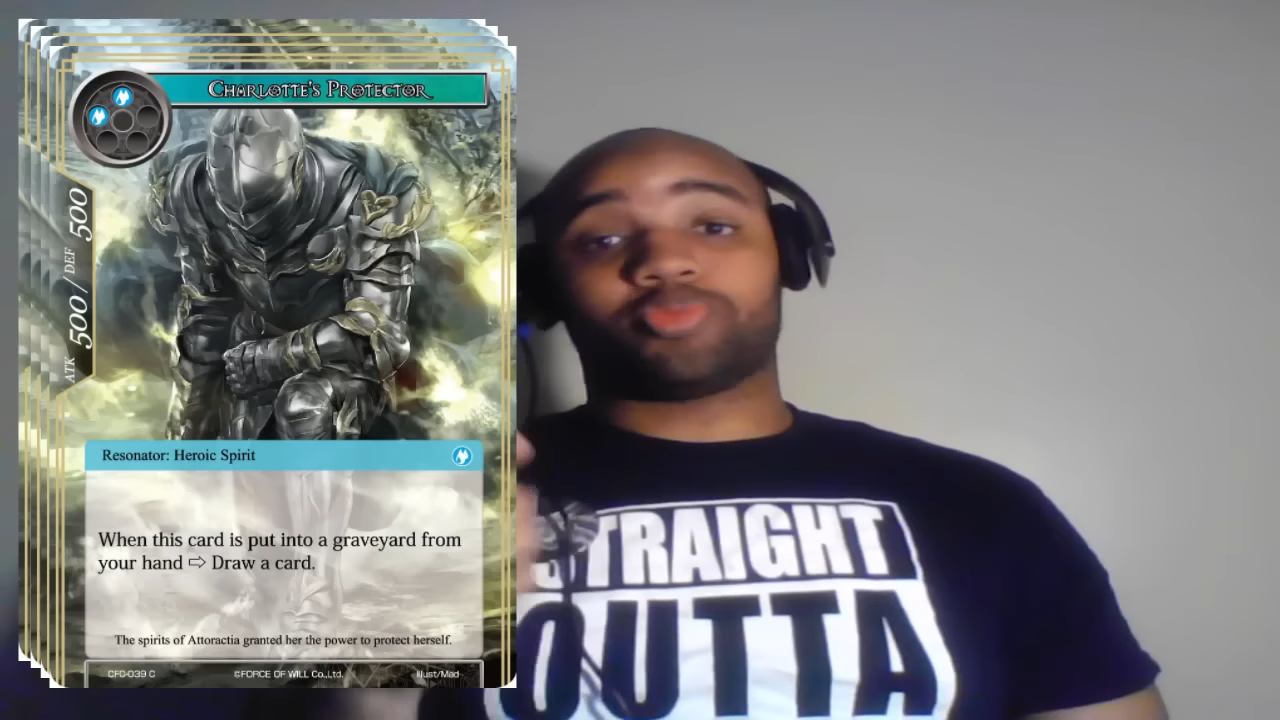 CHARLOTTE'S PROTECTOR
ATK 500 / DEF 500
Resonator: Heroic Spirit
When this card is put into a graveyard from
your hand ⇨ Draw a card.
The spirits of Attoractia granted her the power to protect herself.
CFC-039 C ©FORCE OF WILL Co.,Ltd. Illust/Mad
STRAIGHT
OUTTA